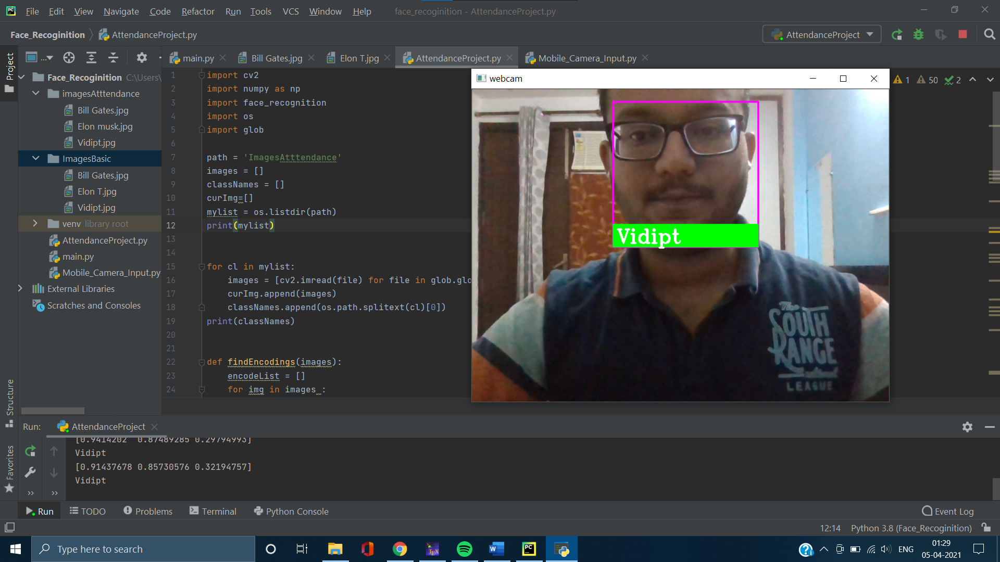 File Edit View Navigate Code Refactor Run Tools VCS Window Help face_recoginition - AttendanceProject.py
Face_Recoginition AttendanceProject.py AttendanceProject
Project
... main.py Bill Gates.jpg Elon T.jpg AttendanceProject.py Mobile_Camera_Input.py
Face_Recoginition C:\Users\
imagesAtttendance
Bill Gates.jpg
Elon musk.jpg
Vidipt.jpg
ImagesBasic
Bill Gates.jpg
Elon T.jpg
Vidipt.jpg
venv library root
AttendanceProject.py
main.py
Mobile_Camera_Input.py
External Libraries
Scratches and Consoles
1 import cv2
2 import numpy as np
3 import face_recognition
4 import os
5 import glob
6
7 path = 'ImagesAtttendance'
8 images = []
9 classNames = []
10 curImg=[]
11 mylist = os.listdir(path)
12 print(mylist)
13
14
15 for cl in mylist:
16 images = [cv2.imread(file) for file in glob.glo
17 curImg.append(images)
18 classNames.append(os.path.splitext(cl)[0])
19 print(classNames)
20
21
22 def findEncodings(images):
23 encodeList = []
24 for img in images :
webcam
1 50 2
Vidipt
The
SOUTH
RANGE
LEAGUE
Structure
Favorites
Run: AttendanceProject
[0.9414202 0.87489285 0.29794993]
Vidipt
[0.91437678 0.85730576 0.32194757]
Vidipt
Run TODO Problems Terminal Python Console Event Log
12:14 Python 3.8 (Face_Recoginition)
Type here to search
ENG
01:29
05-04-2021